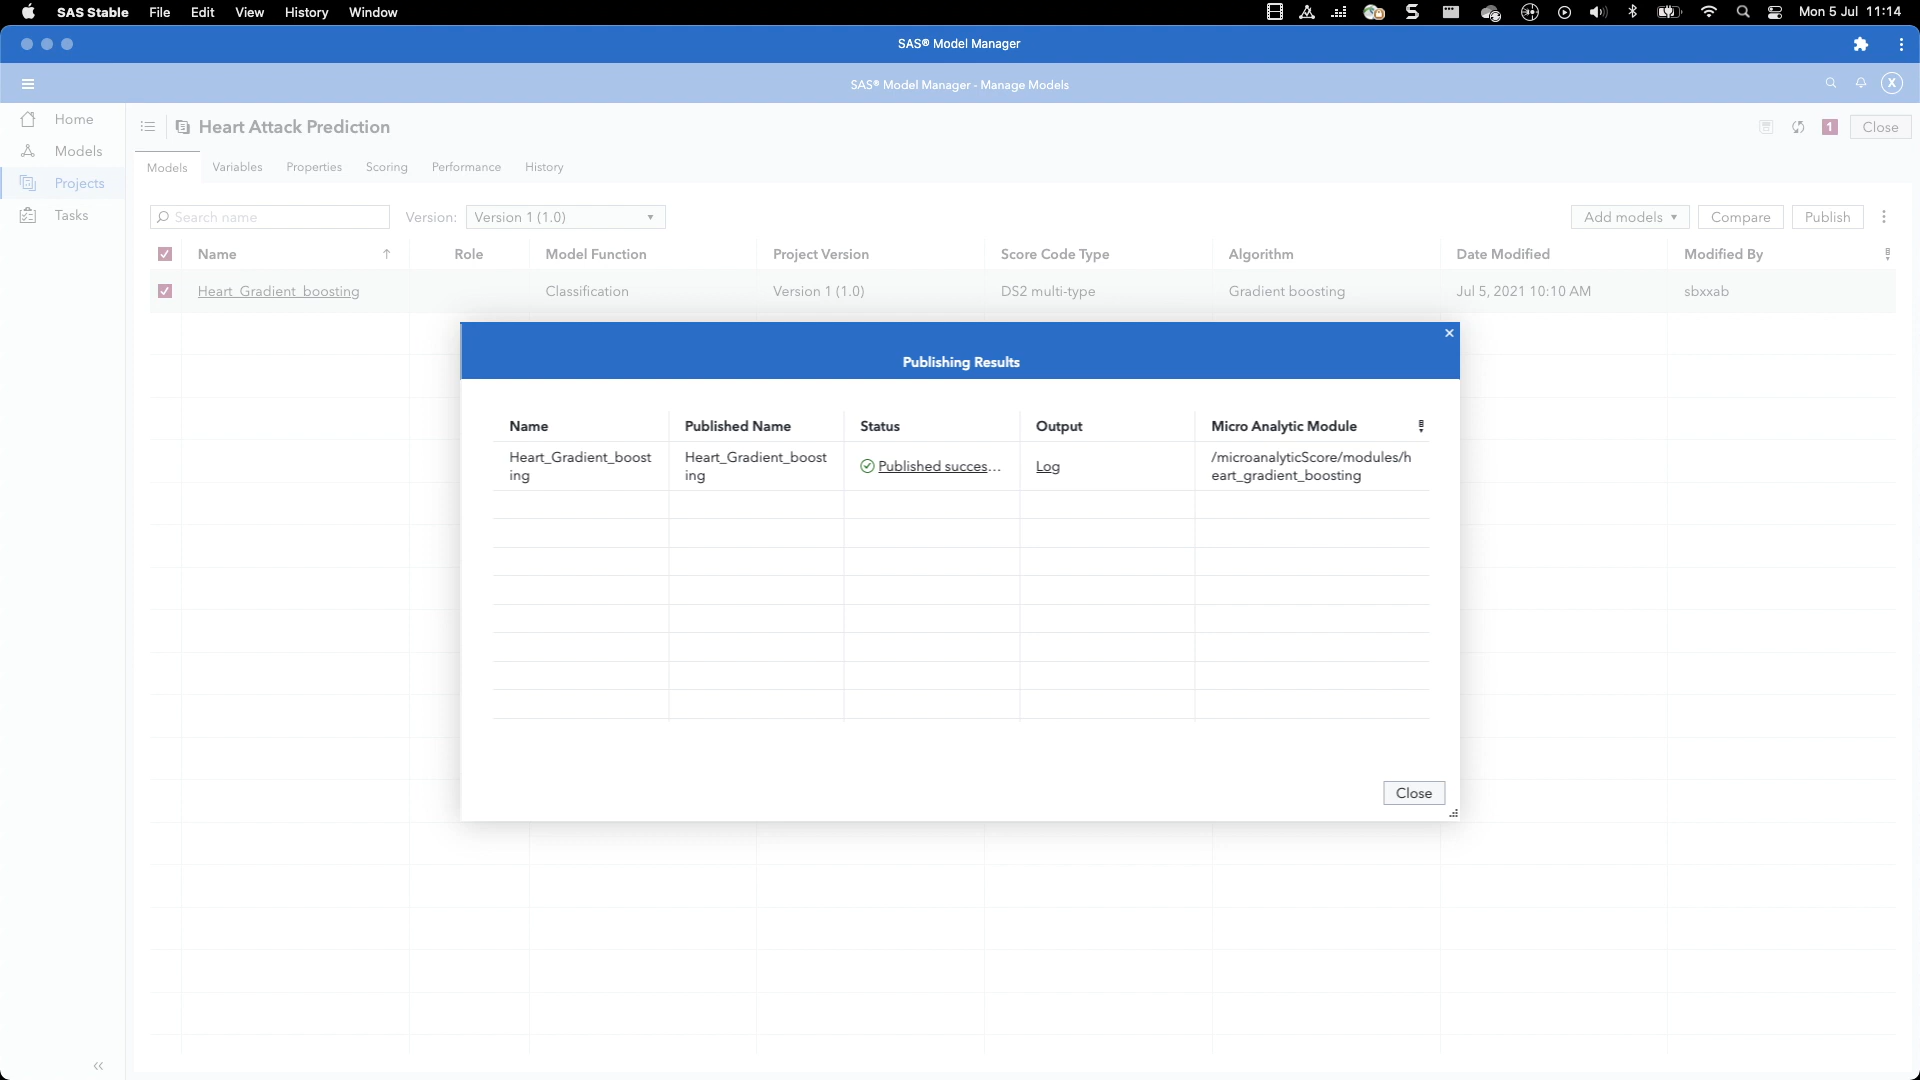 SAS Stable File Edit View History Window Mon 5 Jul 11:14
SAS® Model Manager
SAS® Model Manager - Manage Models X
Home
Models
Projects
Tasks
Heart Attack Prediction 1 Close
Models Variables Properties Scoring Performance History
Search name Version: Version 1 (1.0) Add models Compare Publish
Name Role Model Function Project Version Score Code Type Algorithm Date Modified Modified By
Heart_Gradient_boosting Classification Version 1 (1.0) DS2 multi-type Gradient boosting Jul 5, 2021 10:10 AM sbxxab
Publishing Results
Name Published Name Status Output Micro Analytic Module
Heart_Gradient_boost Heart_Gradient_boost Published succes... Log /microanalyticScore/modules/h
ing ing eart_gradient_boosting
Close